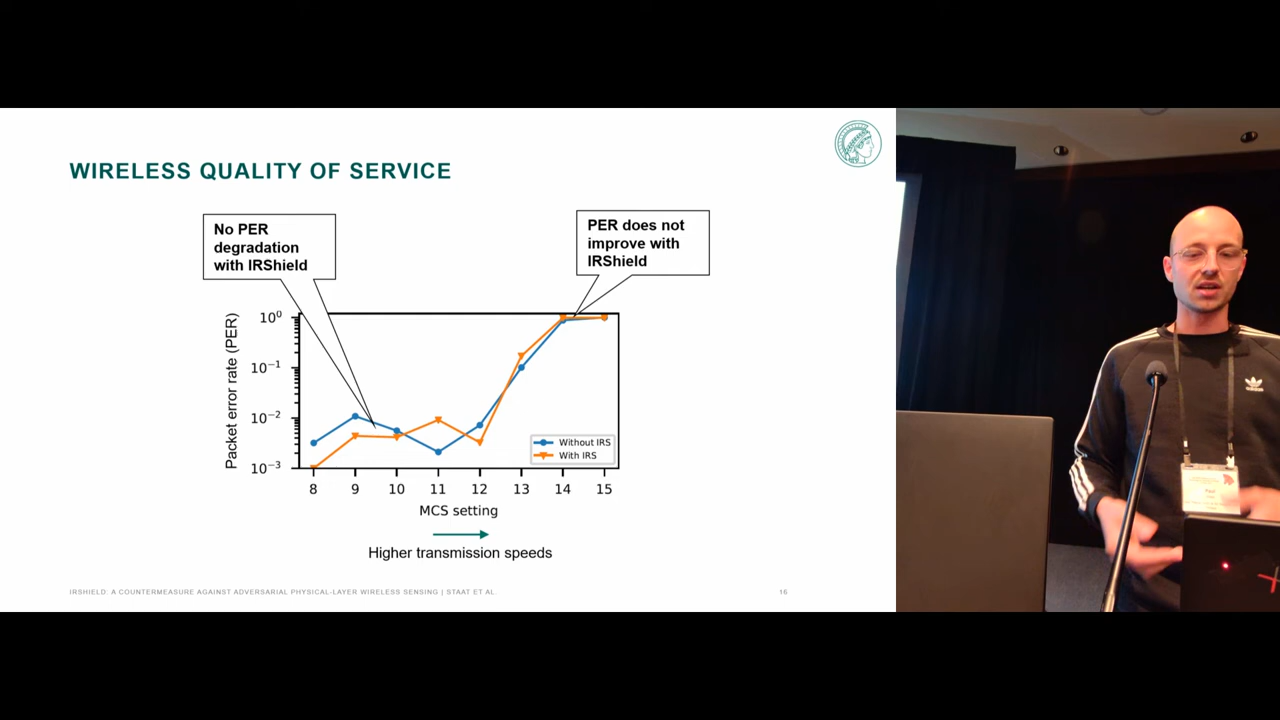 WIRELESS QUALITY OF SERVICE
No PER
degradation
with IRShield
PER does not
improve with
IRShield
Packet error rate (PER)
10⁰
10⁻¹
10⁻²
10⁻³
Without IRS
With IRS
8 9 10 11 12 13 14 15
MCS setting
Higher transmission speeds
IRSHIELD: A COUNTERMEASURE AGAINST ADVERSARIAL PHYSICAL-LAYER WIRELESS SENSING | STAAT ET AL.
16
adidas
Paul